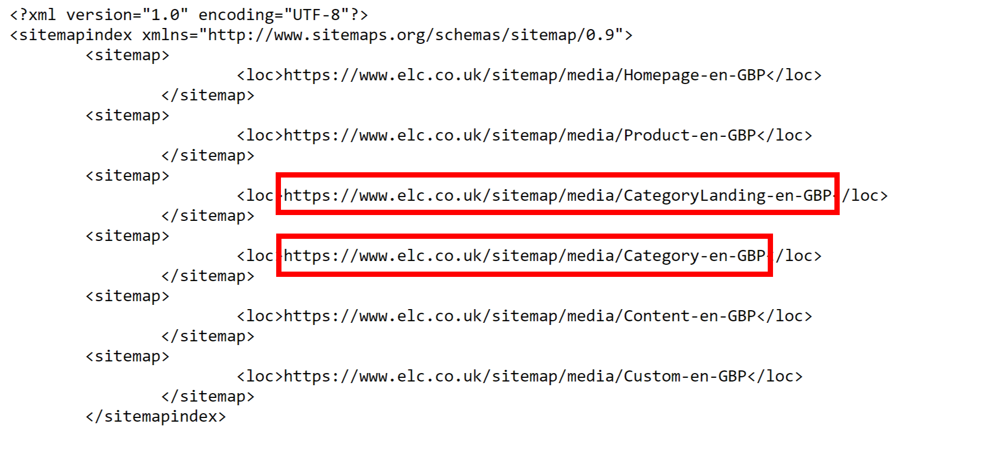 <?xml version="1.0" encoding="UTF-8"?>
<sitemapindex xmlns="http://www.sitemaps.org/schemas/sitemap/0.9">
<sitemap>
<loc>https://www.elc.co.uk/sitemap/media/Homepage-en-GBP</loc>
</sitemap>
<sitemap>
<loc>https://www.elc.co.uk/sitemap/media/Product-en-GBP</loc>
</sitemap>
<sitemap>
<loc>https://www.elc.co.uk/sitemap/media/CategoryLanding-en-GBP</loc>
</sitemap>
<sitemap>
<loc>https://www.elc.co.uk/sitemap/media/Category-en-GBP</loc>
</sitemap>
<sitemap>
<loc>https://www.elc.co.uk/sitemap/media/Content-en-GBP</loc>
</sitemap>
<sitemap>
<loc>https://www.elc.co.uk/sitemap/media/Custom-en-GBP</loc>
</sitemap>
</sitemapindex>